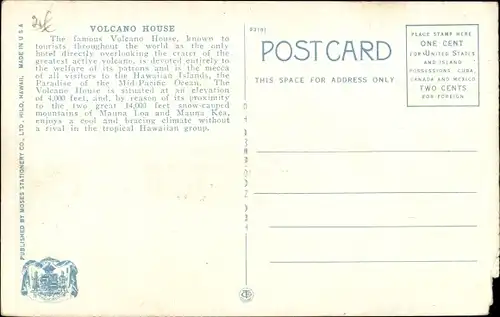 VOLCANO HOUSE
The famous Volcano House, known to
tourists throughout the world as the only
hotel directly overlooking the crater of the
greatest active volcano, is devoted entirely to
the welfare of its patrons and is the mecca
of all visitors to the Hawaiian Islands, the
Paradise of the Mid-Pacific Ocean. The
Volcano House is situated at an elevation
of 4,000 feet, and, by reason of its proximity
to the two great 14,000 feet snow-capped
mountains of Mauna Loa and Mauna Kea,
enjoys a cool and bracing climate without
a rival in the tropical Hawaiian group.
PUBLISHED BY MOSES STATIONERY CO., LTD., HILO, HAWAII. MADE IN U.S.A.
POST CARD
THIS SPACE FOR ADDRESS ONLY
PLACE STAMP HERE
ONE CENT
FOR UNITED STATES
AND ISLAND
POSSESSIONS, CUBA,
CANADA AND MEXICO
TWO CENTS
FOR FOREIGN